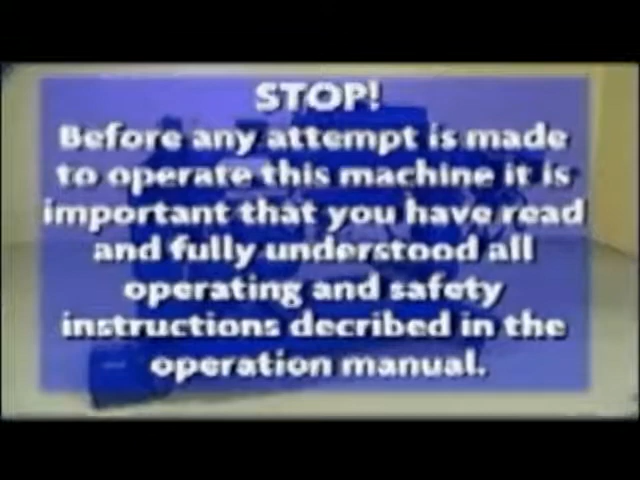 STOP!
Before any attempt is made
to operate this machine it is
important that you have read
and fully understood all
operating and safety
instructions decribed in the
operation manual.